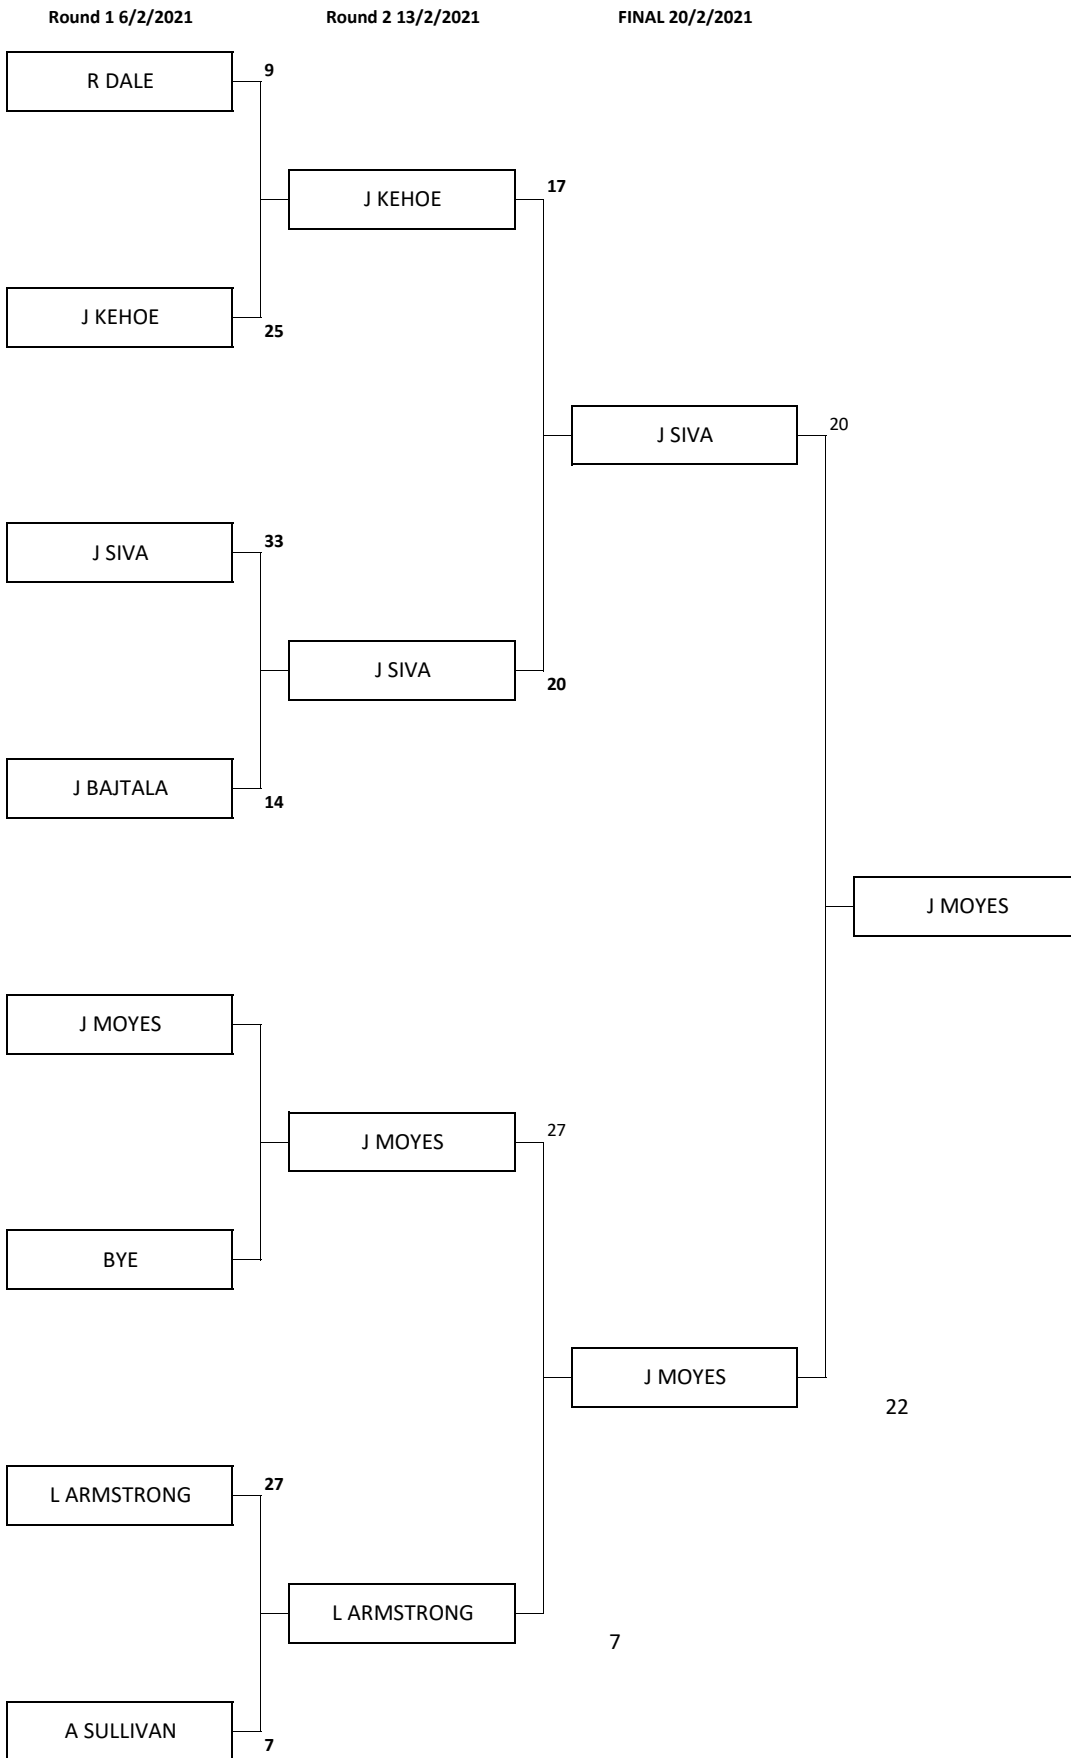 Round 1 6/2/2021 Round 2 13/2/2021 FINAL 20/2/2021
R DALE 9
J KEHOE 17
J KEHOE 25
J SIVA 20
J SIVA 33
J SIVA 20
J BAJTALA 14
J MOYES
J MOYES
J MOYES 27
BYE
J MOYES 22
L ARMSTRONG 27
L ARMSTRONG 7
A SULLIVAN 7